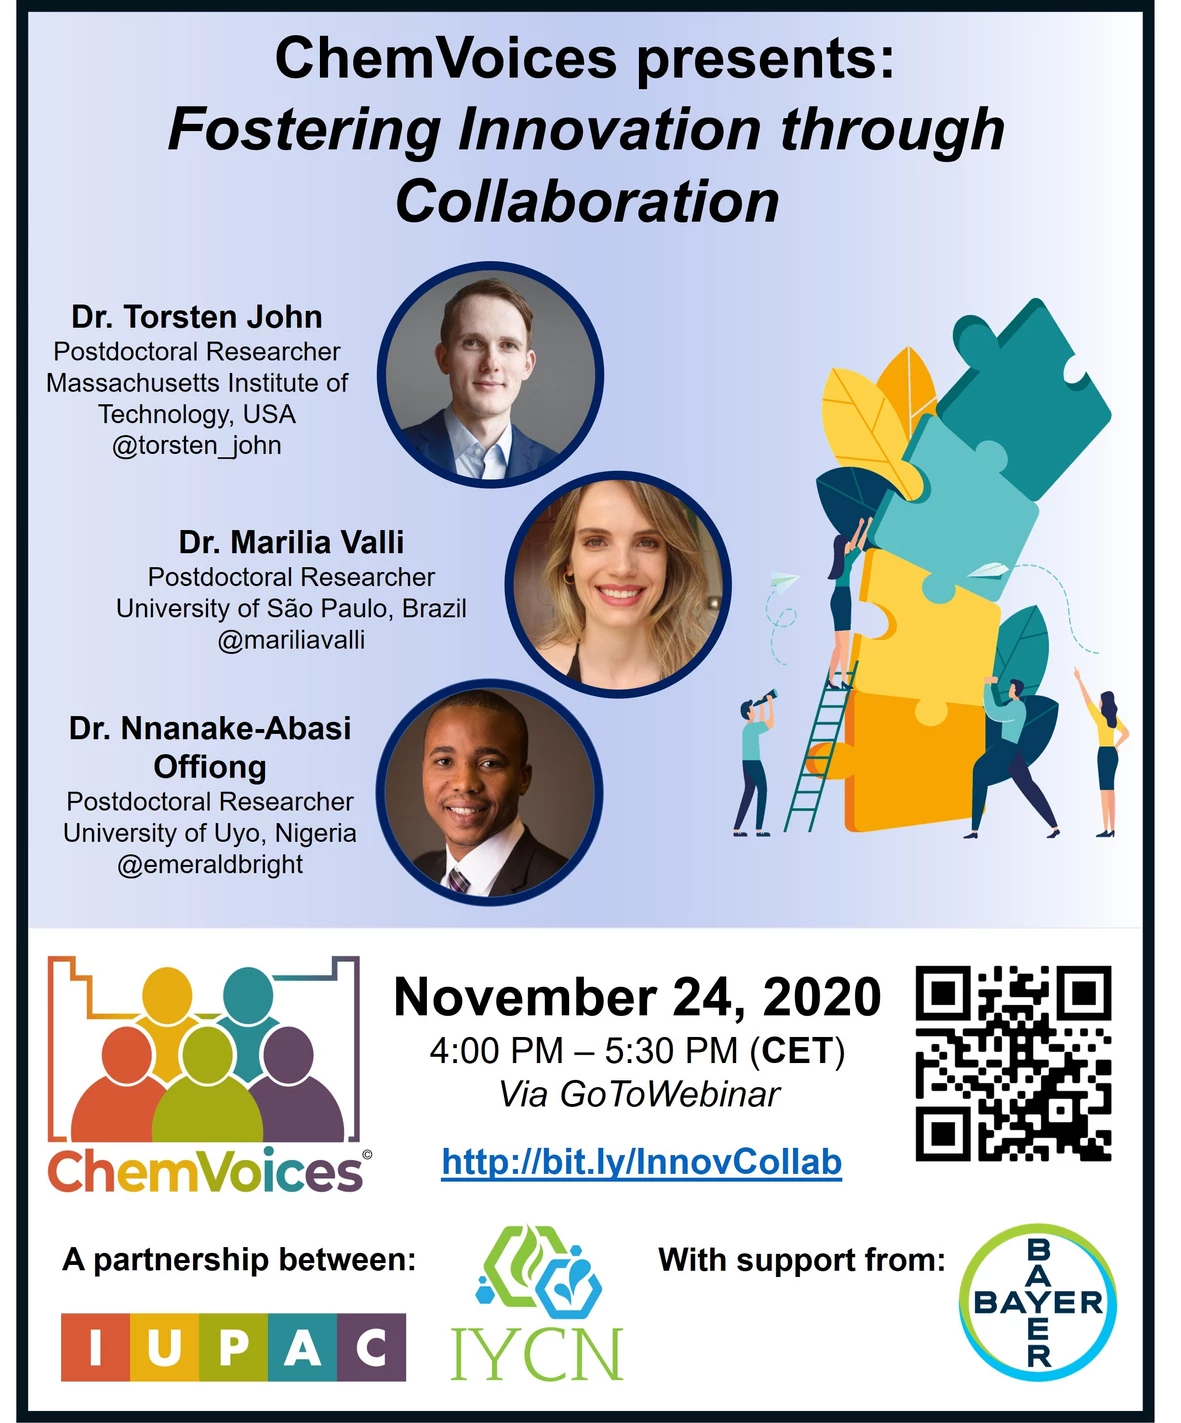 ChemVoices presents:
Fostering Innovation through
Collaboration
Dr. Torsten John
Postdoctoral Researcher
Massachusetts Institute of
Technology, USA
@torsten_john
Dr. Marilia Valli
Postdoctoral Researcher
University of São Paulo, Brazil
@mariliavalli
Dr. Nnanake-Abasi
Offiong
Postdoctoral Researcher
University of Uyo, Nigeria
@emeraldbright
ChemVoices©
November 24, 2020
4:00 PM – 5:30 PM (CET)
Via GoToWebinar
http://bit.ly/InnovCollab
A partnership between:
IUPAC
IYCN
With support from:
BAYER
BAYER